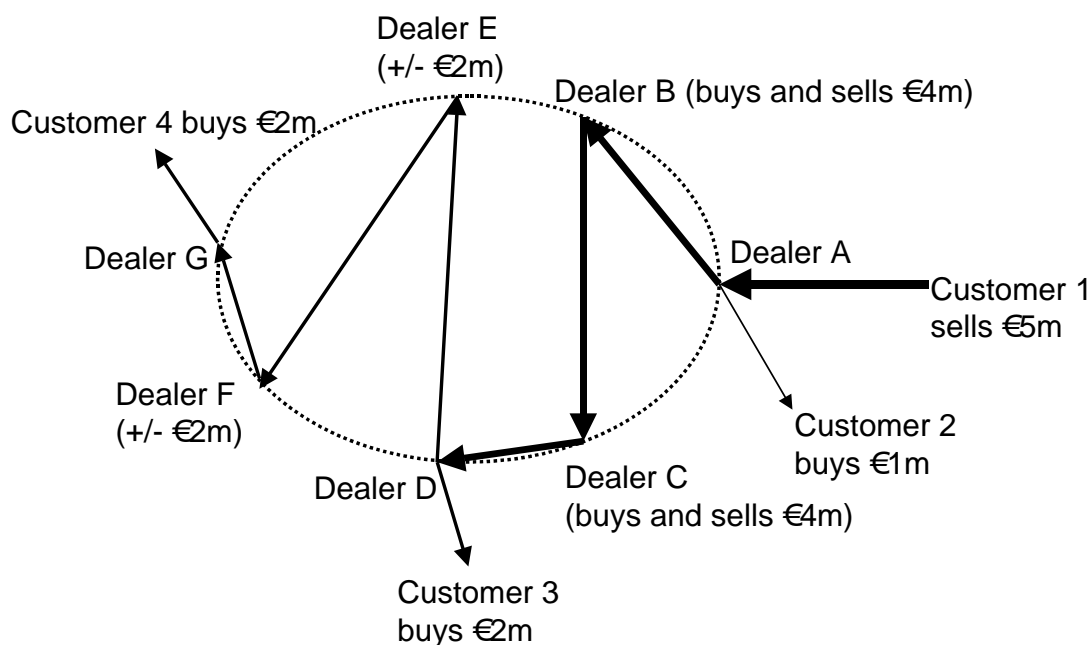 Dealer E
(+/- €2m)
Dealer B (buys and sells €4m)
Customer 4 buys €2m
Dealer A
Dealer G
Customer 1
sells €5m
Dealer F
(+/- €2m)
Customer 2
buys €1m
Dealer D
Dealer C
(buys and sells €4m)
Customer 3
buys €2m